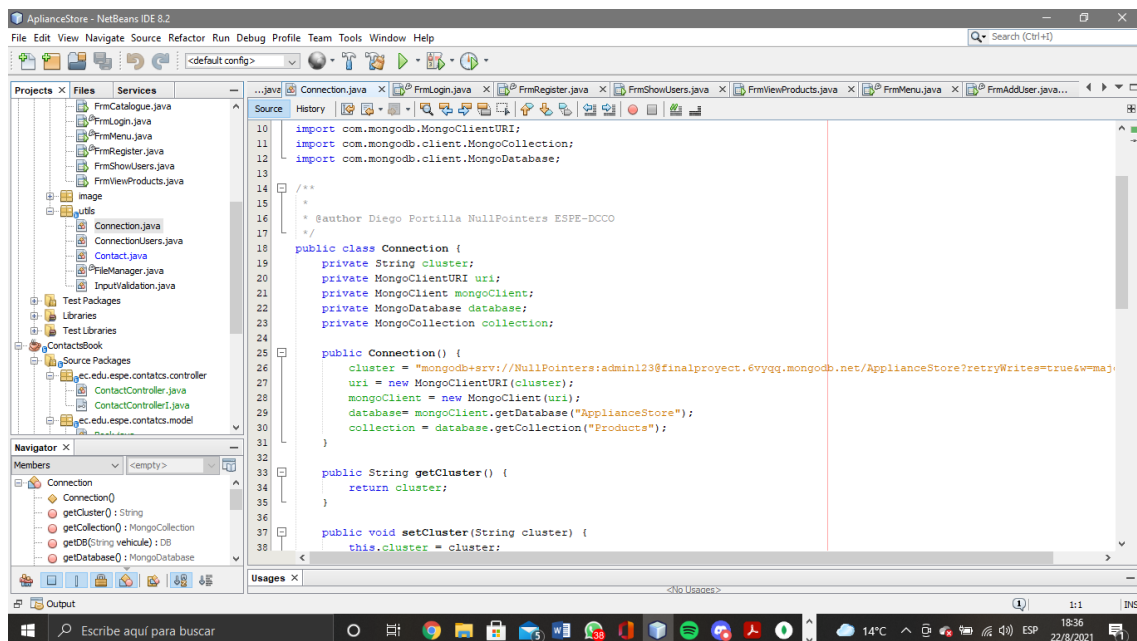 ApplianceStore - NetBeans IDE 8.2
File Edit View Navigate Source Refactor Run Debug Profile Team Tools Window Help
Search (Ctrl+I)
<default config>
Projects Files Services
...java Connection.java FrmLogin.java FrmRegister.java FrmShowUsers.java FrmViewProducts.java FrmMenu.java FrmAddUser.java...
Source History
FrmCatalogue.java
FrmLogin.java
FrmMenu.java
FrmRegister.java
FrmShowUsers.java
FrmViewProducts.java
image
utils
Connection.java
ConnectionUsers.java
Contact.java
FileManager.java
InputValidation.java
Test Packages
Libraries
Test Libraries
ContactsBook
Source Packages
ec.edu.espe.contatcs.controller
ContactController.java
ContactControllerI.java
ec.edu.espe.contatcs.model
10 import com.mongodb.MongoClientURI;
11 import com.mongodb.client.MongoCollection;
12 import com.mongodb.client.MongoDatabase;
13
14 /**
15 *
16 * @author Diego Portilla NullPointers ESPE-DCCO
17 */
18 public class Connection {
19 private String cluster;
20 private MongoClientURI uri;
21 private MongoClient mongoClient;
22 private MongoDatabase database;
23 private MongoCollection collection;
24
25 public Connection() {
26 cluster = "mongodb+srv://NullPointers:admin123@finalproyect.6vyqq.mongodb.net/ApplianceStore?retryWrites=true&w=maj
27 uri = new MongoClientURI(cluster);
28 mongoClient = new MongoClient(uri);
29 database= mongoClient.getDatabase("ApplianceStore");
30 collection = database.getCollection("Products");
31 }
32
33 public String getCluster() {
34 return cluster;
35 }
36
37 public void setCluster(String cluster) {
38 this.cluster = cluster;
Navigator
Members <empty>
Connection
Connection()
getCluster() : String
getCollection() : MongoCollection
getDB(String vehicule) : DB
getDatabase() : MongoDatabase
Usages
<No Usages>
Output
1
1:1
INS
Escribe aquí para buscar
5
38
14°C
ESP
18:36
22/8/2021